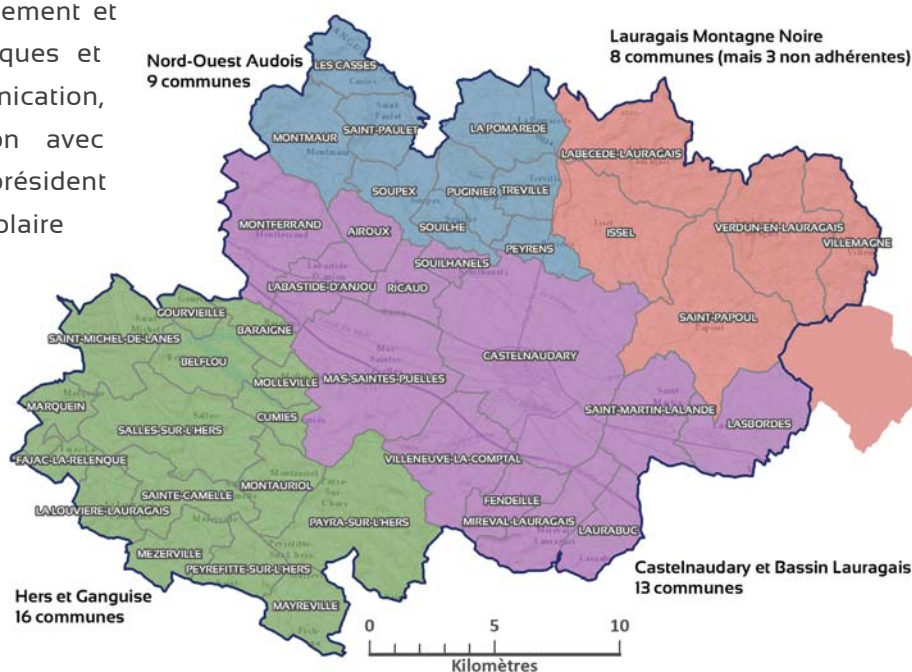 ement et
iques et
nication,
on avec
président
olaire
Nord-Ouest Audois
9 communes
Lauragais Montagne Noire
8 communes (mais 3 non adhérentes)
LES CASSES
MONTMAUR
SAINT-PAULET
LA POMAREDE
LABECEDE-LAURAGAIS
SOUPEX
PUGINIER
TREVILLE
MONTFERRAND
AIROUX
SOUILHE
PEYRENS
ISSEL
VERDUN-EN-LAURAGAIS
VILLEMAGNE
SOUILHANELS
LABASTIDE-D'ANJOU
RICAUD
GOURVIEILLE
SAINT-MICHEL-DE-LANES
BARAIGNE
SAINT-PAPOUL
BELFLOU
CASTELNAUDARY
MOLLEVILLE
MAS-SAINTES-PUELLES
MARQUEIN
CUMIES
SAINT-MARTIN-LALANDE
SALLES-SUR-L'HERS
LASBORDES
FAJAC-LA-RELENQUE
VILLENEUVE-LA-COMPTAL
MONTAURIOL
SAINTE-CAMELLE
FENDEILLE
LA LOUVIERE-LAURAGAIS
PAYRA-SUR-L'HERS
MIREVAL-LAURAGAIS
LAURABUC
MEZERVILLE
PEYREFITTE-SUR-L'HERS
MAYREVILLE
Hers et Ganguise
16 communes
Castelnaudary et Bassin Lauragais
13 communes
0 5 10
Kilomètres